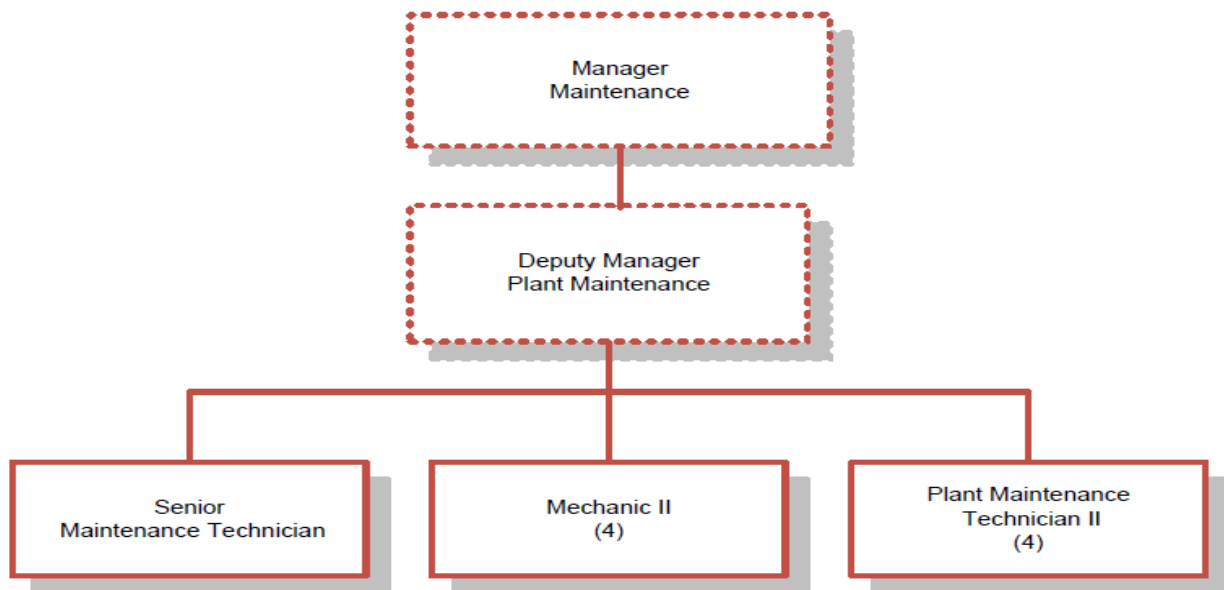 Manager
Maintenance
Deputy Manager
Plant Maintenance
Senior
Maintenance Technician
Mechanic II
(4)
Plant Maintenance
Technician II
(4)